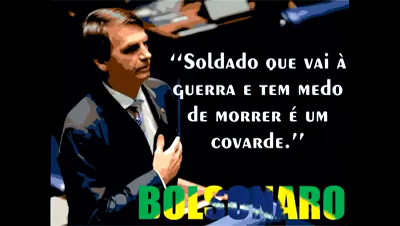 “Soldado que vai à
guerra e tem medo
de morrer é um
covarde.”
BOLSONARO